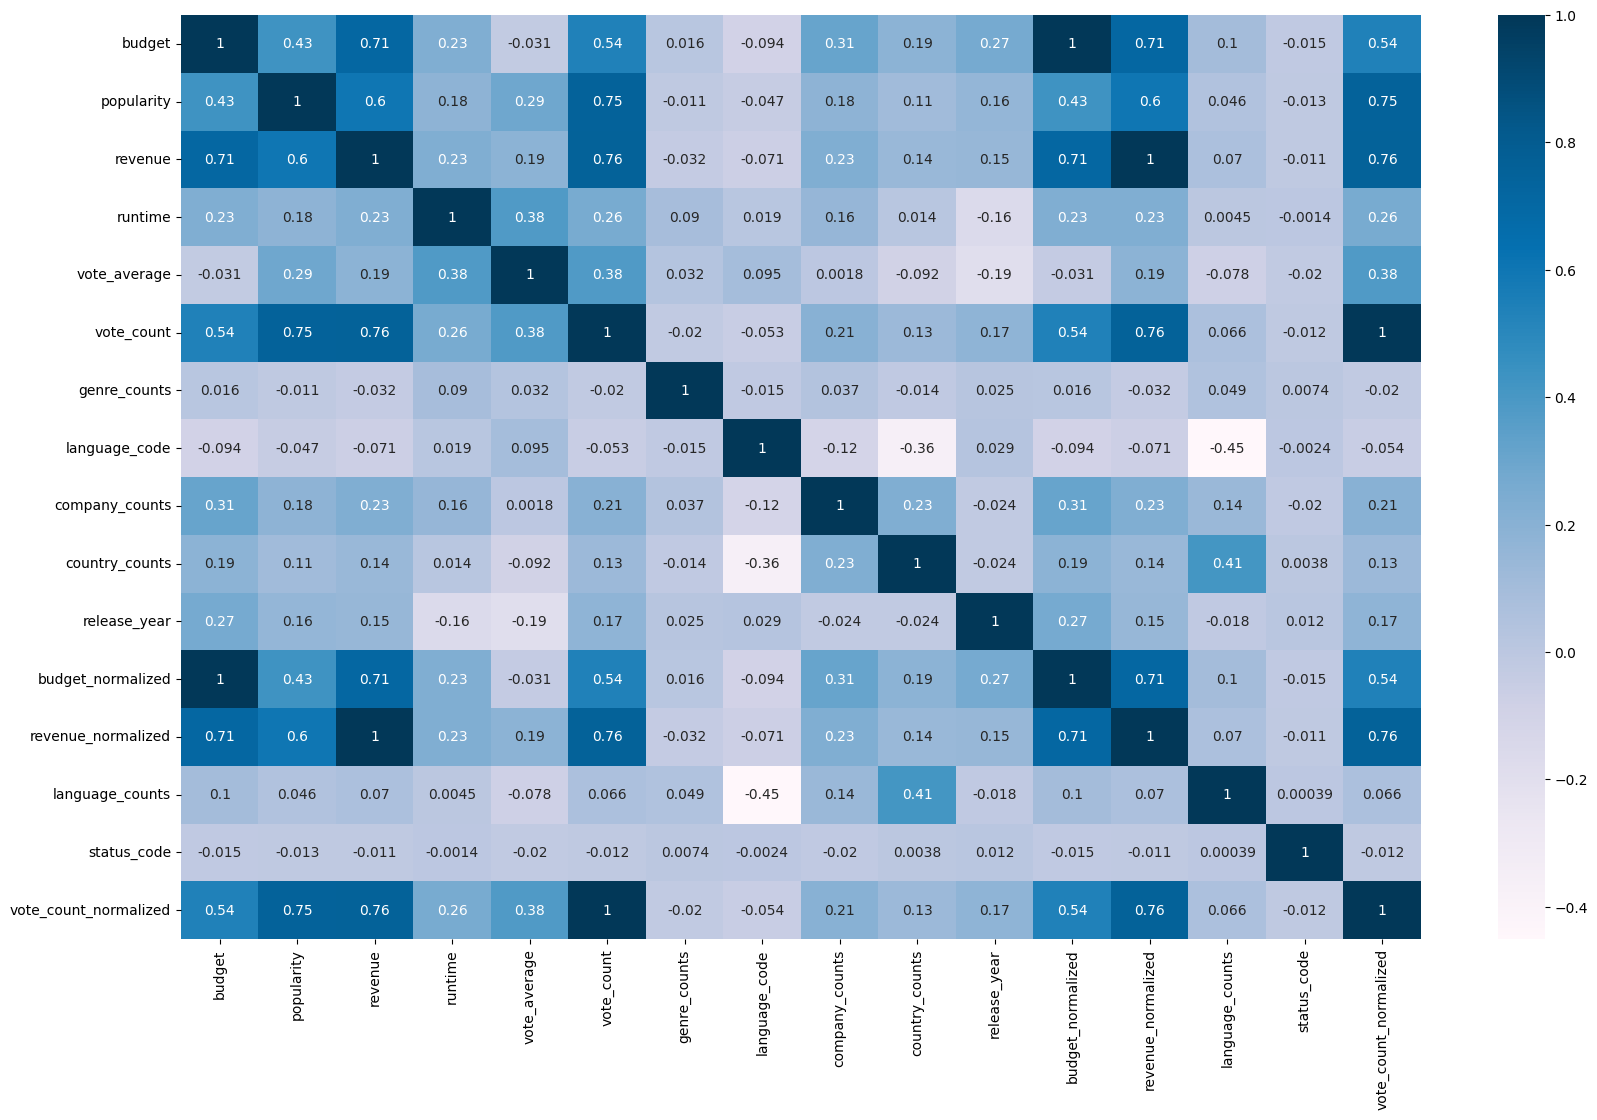 budget 1 0.43 0.71 0.23 -0.031 0.54 0.016 -0.094 0.31 0.19 0.27 1 0.71 0.1 -0.015 0.54
popularity 0.43 1 0.6 0.18 0.29 0.75 -0.011 -0.047 0.18 0.11 0.16 0.43 0.6 0.046 -0.013 0.75
revenue 0.71 0.6 1 0.23 0.19 0.76 -0.032 -0.071 0.23 0.14 0.15 0.71 1 0.07 -0.011 0.76
runtime 0.23 0.18 0.23 1 0.38 0.26 0.09 0.019 0.16 0.014 -0.16 0.23 0.23 0.0045 -0.0014 0.26
vote_average -0.031 0.29 0.19 0.38 1 0.38 0.032 0.095 0.0018 -0.092 -0.19 -0.031 0.19 -0.078 -0.02 0.38
vote_count 0.54 0.75 0.76 0.26 0.38 1 -0.02 -0.053 0.21 0.13 0.17 0.54 0.76 0.066 -0.012 1
genre_counts 0.016 -0.011 -0.032 0.09 0.032 -0.02 1 -0.015 0.037 -0.014 0.025 0.016 -0.032 0.049 0.0074 -0.02
language_code -0.094 -0.047 -0.071 0.019 0.095 -0.053 -0.015 1 -0.12 -0.36 0.029 -0.094 -0.071 -0.45 -0.0024 -0.054
company_counts 0.31 0.18 0.23 0.16 0.0018 0.21 0.037 -0.12 1 0.23 -0.024 0.31 0.23 0.14 -0.02 0.21
country_counts 0.19 0.11 0.14 0.014 -0.092 0.13 -0.014 -0.36 0.23 1 -0.024 0.19 0.14 0.41 0.0038 0.13
release_year 0.27 0.16 0.15 -0.16 -0.19 0.17 0.025 0.029 -0.024 -0.024 1 0.27 0.15 -0.018 0.012 0.17
budget_normalized 1 0.43 0.71 0.23 -0.031 0.54 0.016 -0.094 0.31 0.19 0.27 1 0.71 0.1 -0.015 0.54
revenue_normalized 0.71 0.6 1 0.23 0.19 0.76 -0.032 -0.071 0.23 0.14 0.15 0.71 1 0.07 -0.011 0.76
language_counts 0.1 0.046 0.07 0.0045 -0.078 0.066 0.049 -0.45 0.14 0.41 -0.018 0.1 0.07 1 0.00039 0.066
status_code -0.015 -0.013 -0.011 -0.0014 -0.02 -0.012 0.0074 -0.0024 -0.02 0.0038 0.012 -0.015 -0.011 0.00039 1 -0.012
vote_count_normalized 0.54 0.75 0.76 0.26 0.38 1 -0.02 -0.054 0.21 0.13 0.17 0.54 0.76 0.066 -0.012 1
budget
popularity
revenue
runtime
vote_average
vote_count
genre_counts
language_code
company_counts
country_counts
release_year
budget_normalized
revenue_normalized
language_counts
status_code
vote_count_normalized
1.0
0.8
0.6
0.4
0.2
0.0
−0.2
−0.4